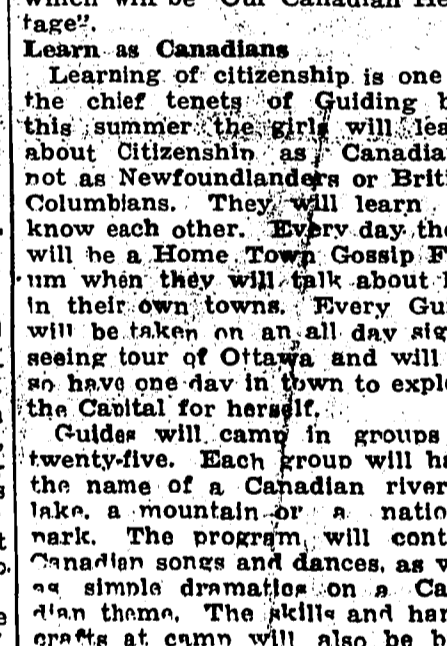 which will be "Our Canadian He
tage".
Learn as Canadians
Learning of citizenship is one
the chief tenets of Guiding b
this summer the girls will lea
about Citizenship as Canadia
not as Newfoundlanders or Briti
Columbians. They will learn
know each other. Every day the
will be a Home Town Gossip F
um when they will talk about
in their own towns. Every Gu
will be taken on an all day sig
seeing tour of Ottawa and will
so have one day in town to explo
the Capital for herself.
Guides will camp in groups
twenty-five. Each group will ha
the name of a Canadian river
lake, a mountain or a natio
park. The program will cont
Canadian songs and dances, as w
as simple dramatics on a Ca
dian theme. The skills and han
crafts at camp will also be b